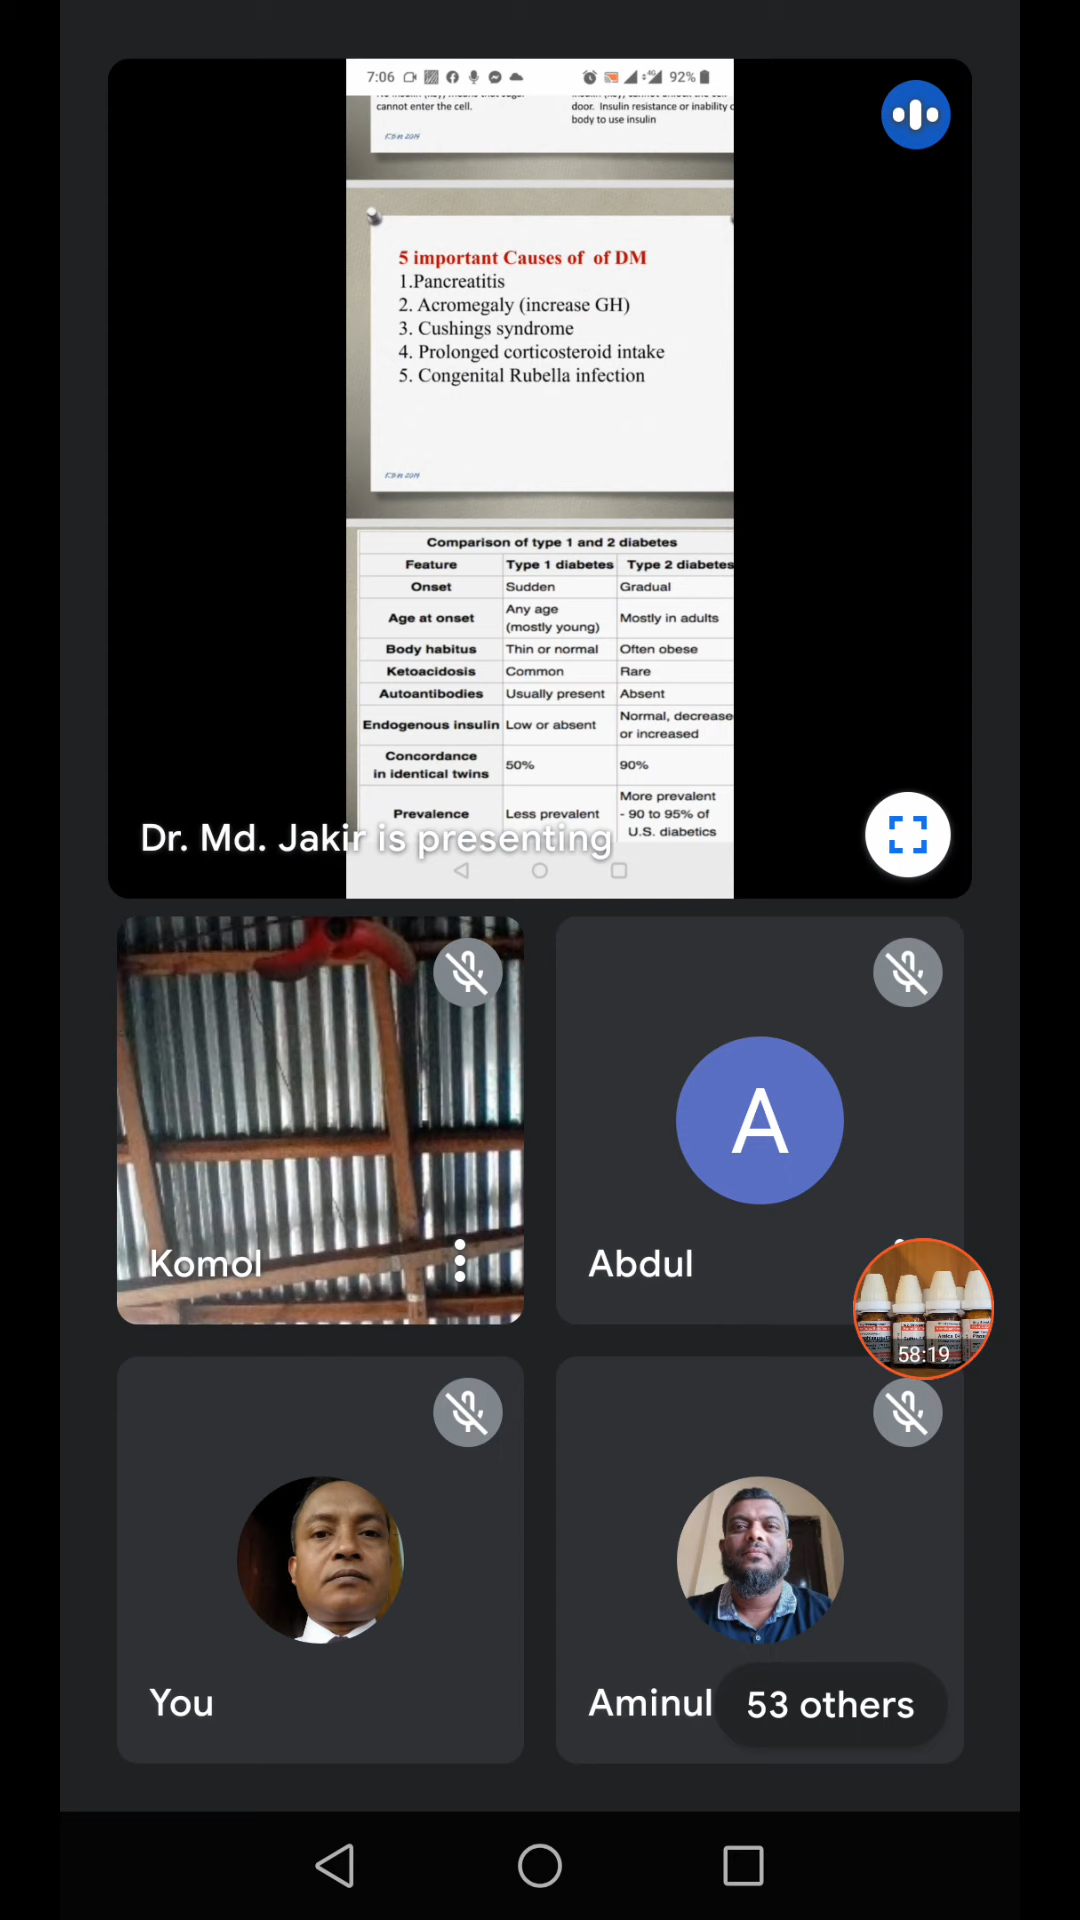 7:06
92%
cannot enter the cell.
door. Insulin resistance or inability
body to use insulin
5 important Causes of of DM
1.Pancreatitis
2. Acromegaly (increase GH)
3. Cushings syndrome
4. Prolonged corticosteroid intake
5. Congenital Rubella infection
Comparison of type 1 and 2 diabetes
Feature Type 1 diabetes Type 2 diabetes
Onset Sudden Gradual
Age at onset Any age (mostly young) Mostly in adults
Body habitus Thin or normal Often obese
Ketoacidosis Common Rare
Autoantibodies Usually present Absent
Endogenous insulin Low or absent Normal, decrease or increased
Concordance in identical twins 50% 90%
Prevalence Less prevalent More prevalent - 90 to 95% of U.S. diabetics
Dr. Md. Jakir is presenting
Komol
A
Abdul
58:19
You
Aminul
53 others